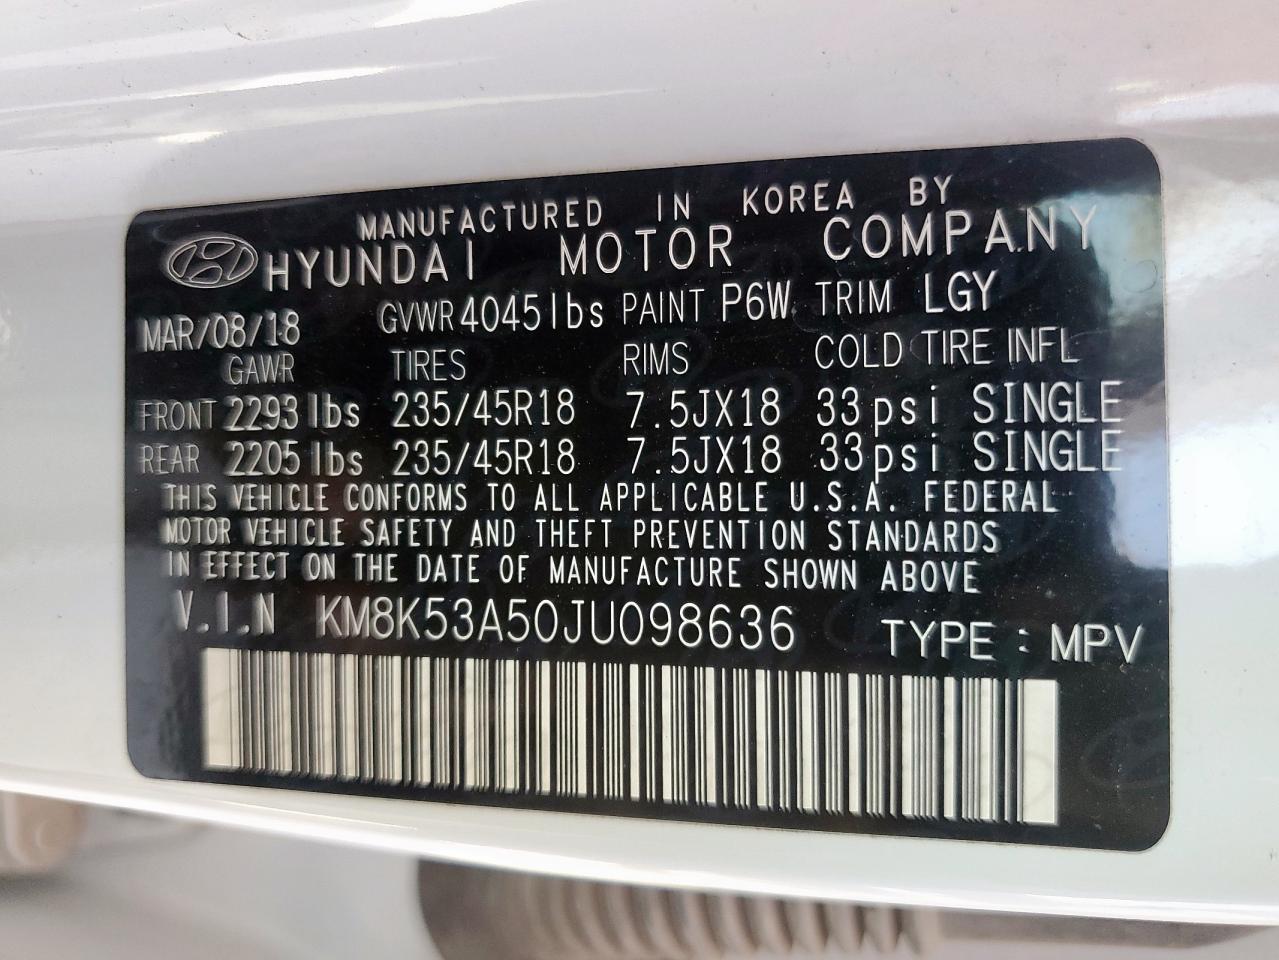 MANUFACTURED IN KOREA BY
HYUNDAI MOTOR COMPANY
MAR/08/18 GVWR 4045lbs PAINT P6W TRIM LGY
GAWR TIRES RIMS COLD TIRE INFL
FRONT 2293lbs 235/45R18 7.5JX18 33psi SINGLE
REAR 2205lbs 235/45R18 7.5JX18 33psi SINGLE
THIS VEHICLE CONFORMS TO ALL APPLICABLE U.S.A. FEDERAL
MOTOR VEHICLE SAFETY AND THEFT PREVENTION STANDARDS
IN EFFECT ON THE DATE OF MANUFACTURE SHOWN ABOVE
V.I.N KM8K53A50JU098636 TYPE : MPV